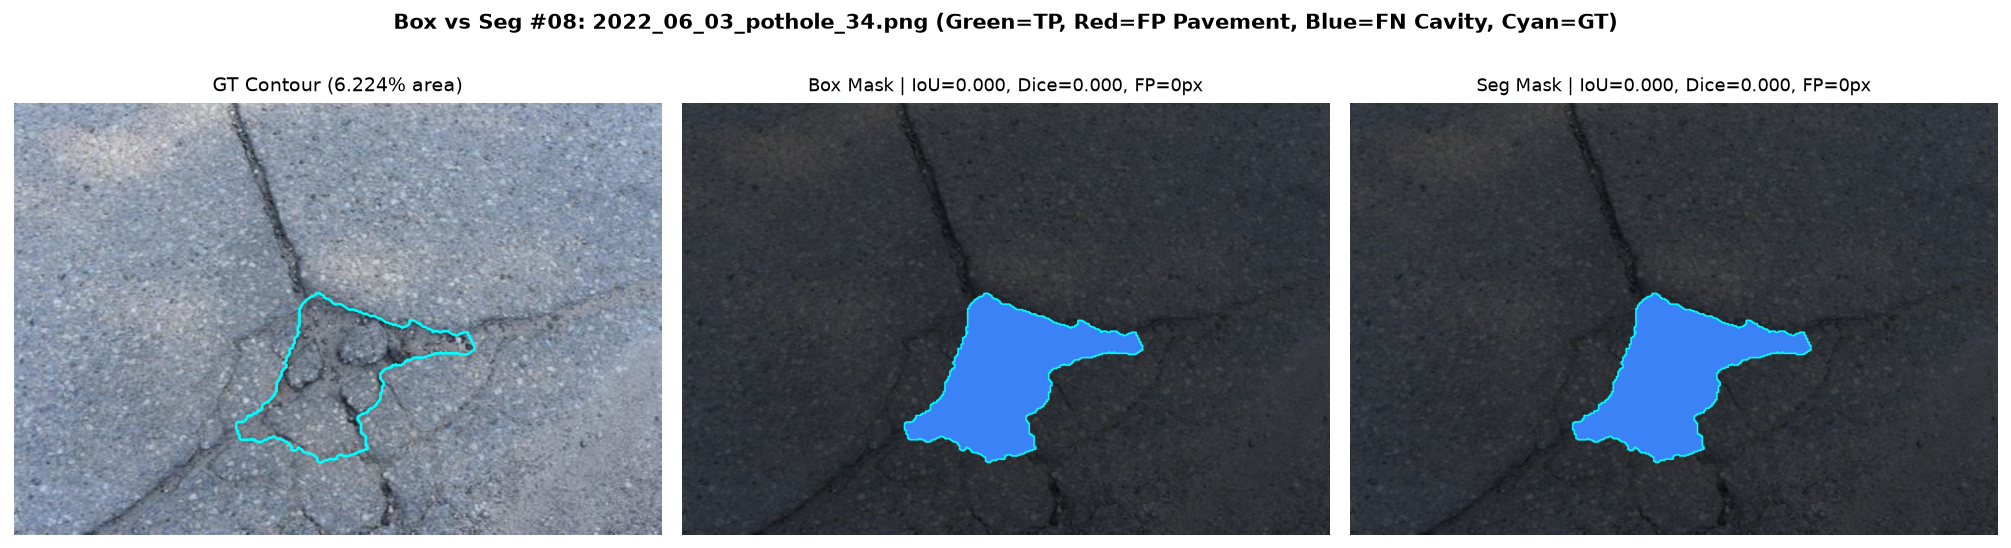 Box vs Seg #08: 2022_06_03_pothole_34.png (Green=TP, Red=FP Pavement, Blue=FN Cavity, Cyan=GT)
GT Contour (6.224% area)
Box Mask | IoU=0.000, Dice=0.000, FP=0px
Seg Mask | IoU=0.000, Dice=0.000, FP=0px